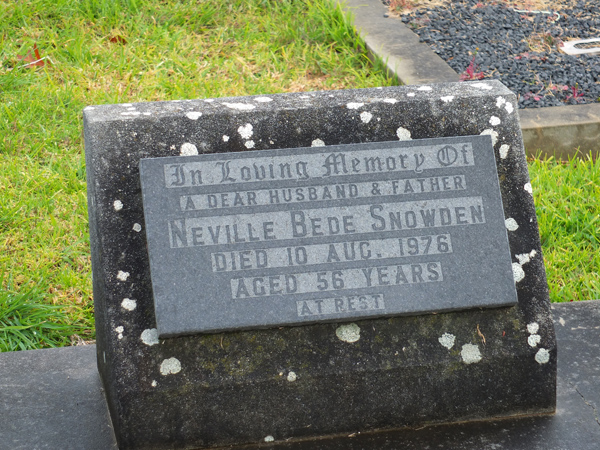 In Loving Memory Of
A DEAR HUSBAND & FATHER
NEVILLE BEDE SNOWDEN
DIED 10 AUG. 1976
AGED 56 YEARS
AT REST